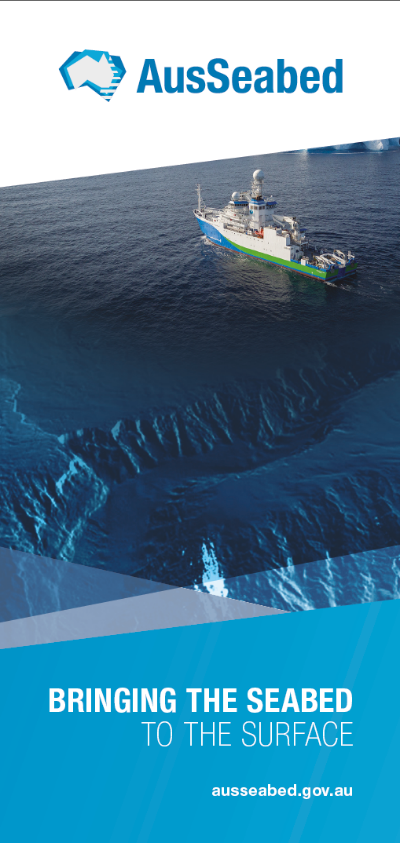 AusSeabed
BRINGING THE SEABED
TO THE SURFACE
ausseabed.gov.au